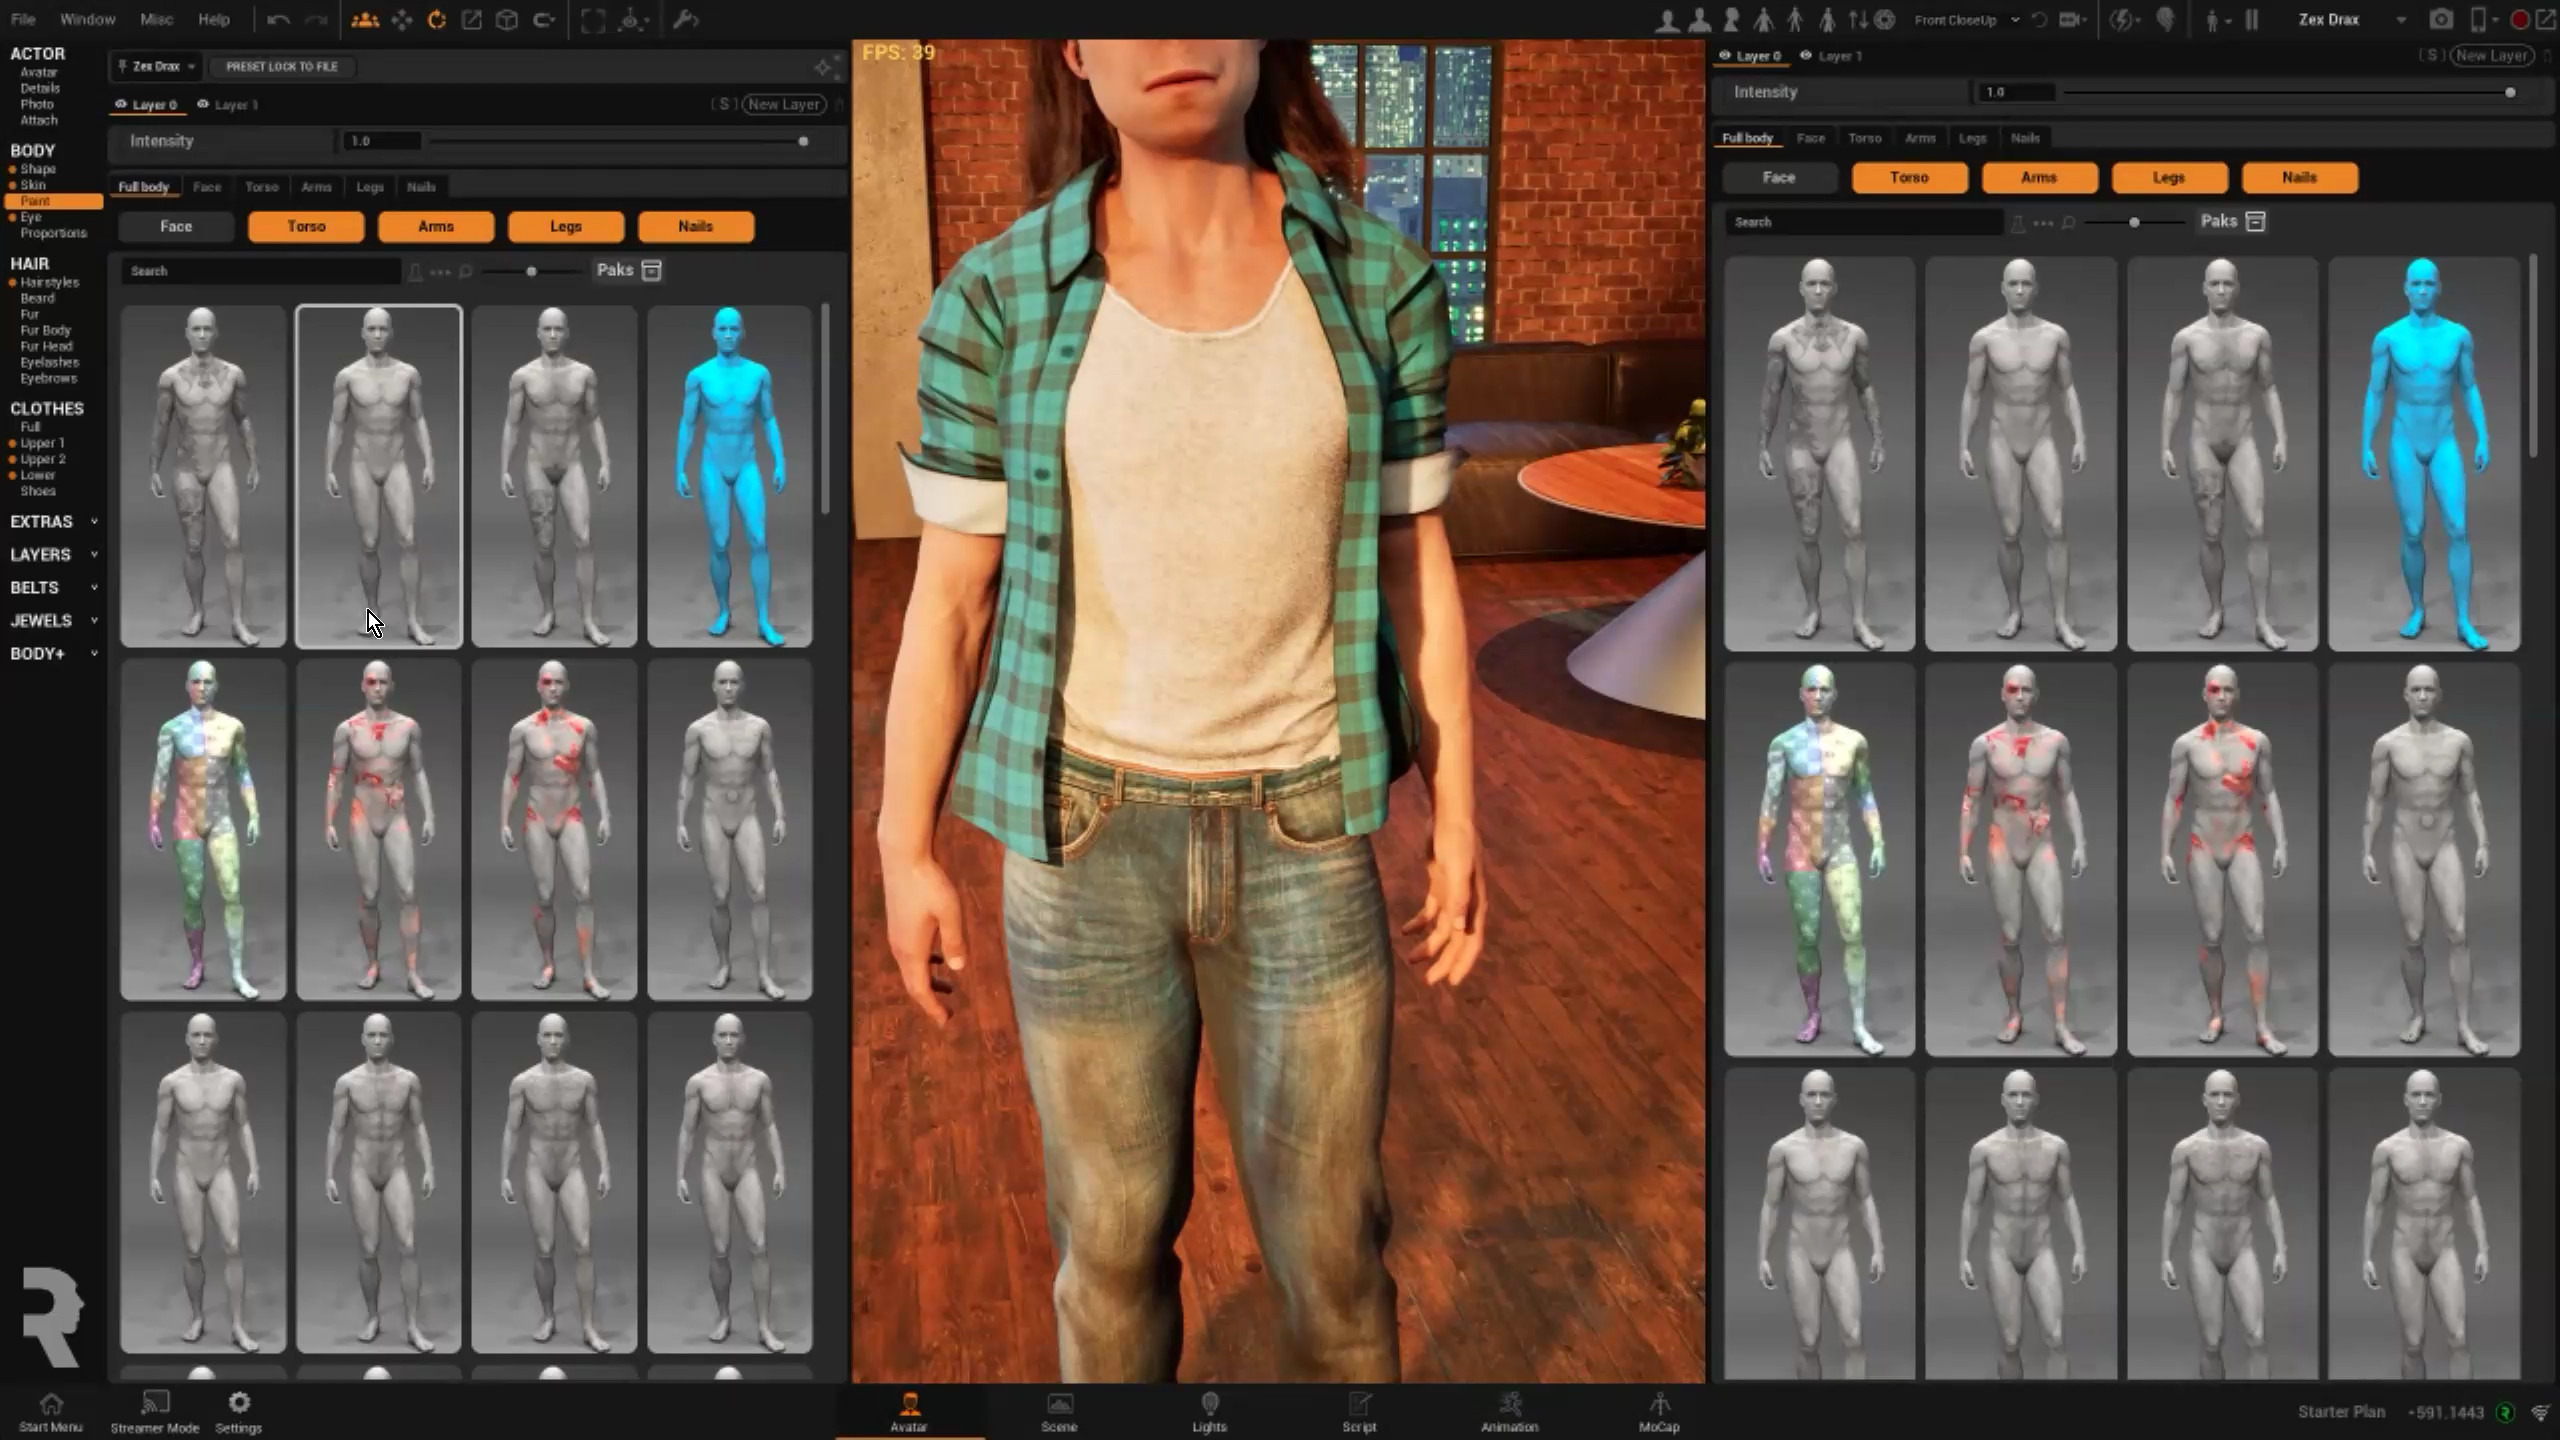 File Window Misc Help Front CloseUp Zex Drax
ACTOR
Avatar
Details
Photo
Attach
BODY
Shape
Skin
Paint
Eye
Proportions
HAIR
Hairstyles
Beard
Fur
Fur Body
Fur Head
Eyelashes
Eyebrows
CLOTHES
Full
Upper 1
Upper 2
Lower
Shoes
EXTRAS
LAYERS
BELTS
JEWELS
BODY+
Zex Drax PRESET LOCK TO FILE
Layer 0 Layer 1 ( S ) New Layer
Intensity 1.0
Full body Face Torso Arms Legs Nails
Face Torso Arms Legs Nails
Search Paks
FPS: 39
Layer 0 Layer 1 ( S ) New Layer
Intensity 1.0
Full body Face Torso Arms Legs Nails
Face Torso Arms Legs Nails
Search Paks
Start Menu Streamer Mode Settings Avatar Scene Lights Script Animation MoCap Starter Plan -591.1443